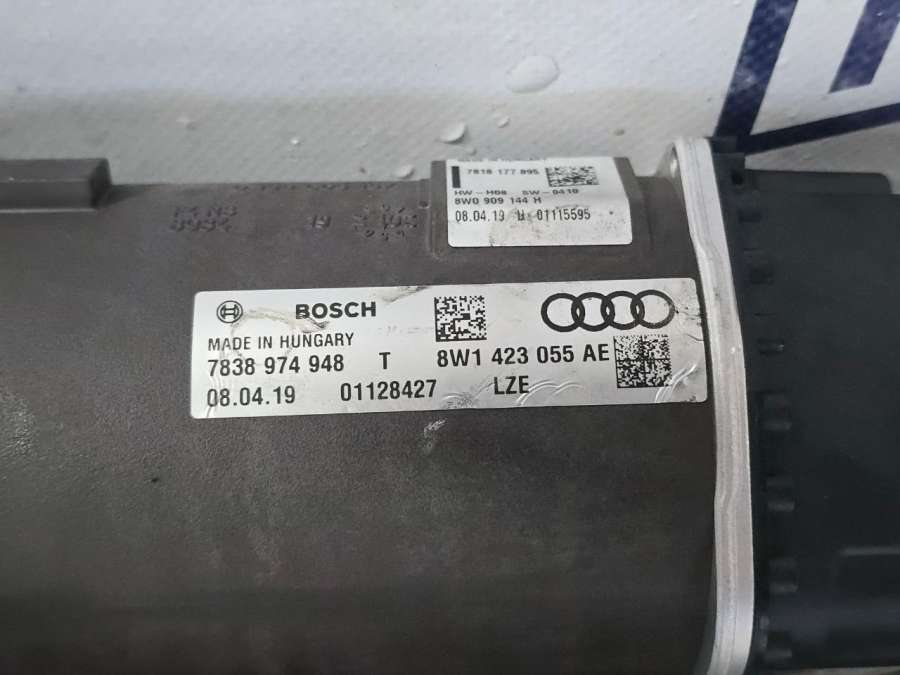 7818 177 895
HW-H08 SW-0410
8W0 909 144 H
08.04.19 H 01115595
BOSCH
MADE IN HUNGARY
7838 974 948 T 8W1 423 055 AE
08.04.19 01128427 LZE